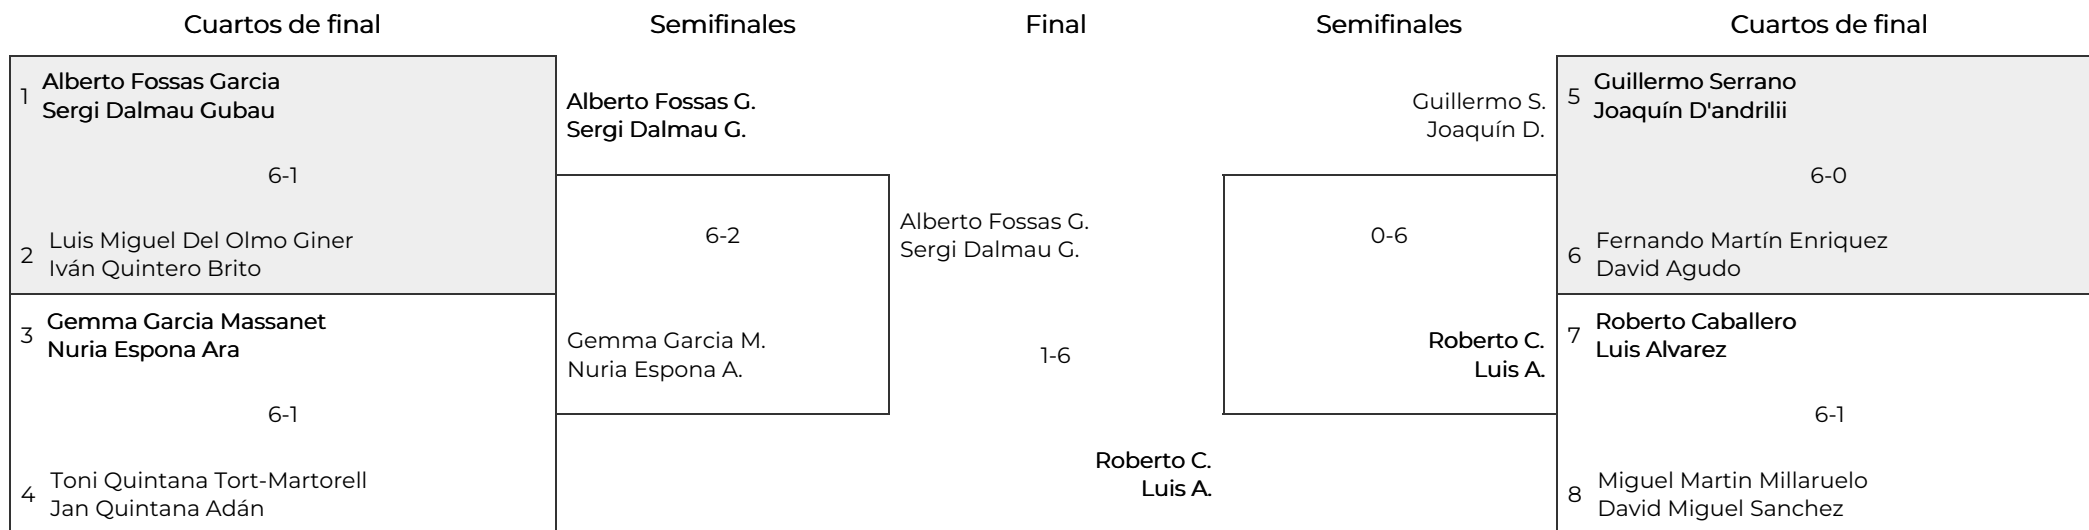 Cuartos de final
Semifinales
Final
Semifinales
Cuartos de final
1
Alberto Fossas Garcia
Sergi Dalmau Gubau
6-1
2
Luis Miguel Del Olmo Giner
Iván Quintero Brito
3
Gemma Garcia Massanet
Nuria Espona Ara
6-1
4
Toni Quintana Tort-Martorell
Jan Quintana Adán
Alberto Fossas G.
Sergi Dalmau G.
6-2
Gemma Garcia M.
Nuria Espona A.
Alberto Fossas G.
Sergi Dalmau G.
1-6
Roberto C.
Luis A.
Guillermo S.
Joaquín D.
0-6
Roberto C.
Luis A.
5
Guillermo Serrano
Joaquín D'andrilii
6-0
6
Fernando Martín Enriquez
David Agudo
7
Roberto Caballero
Luis Alvarez
6-1
8
Miguel Martin Millaruelo
David Miguel Sanchez